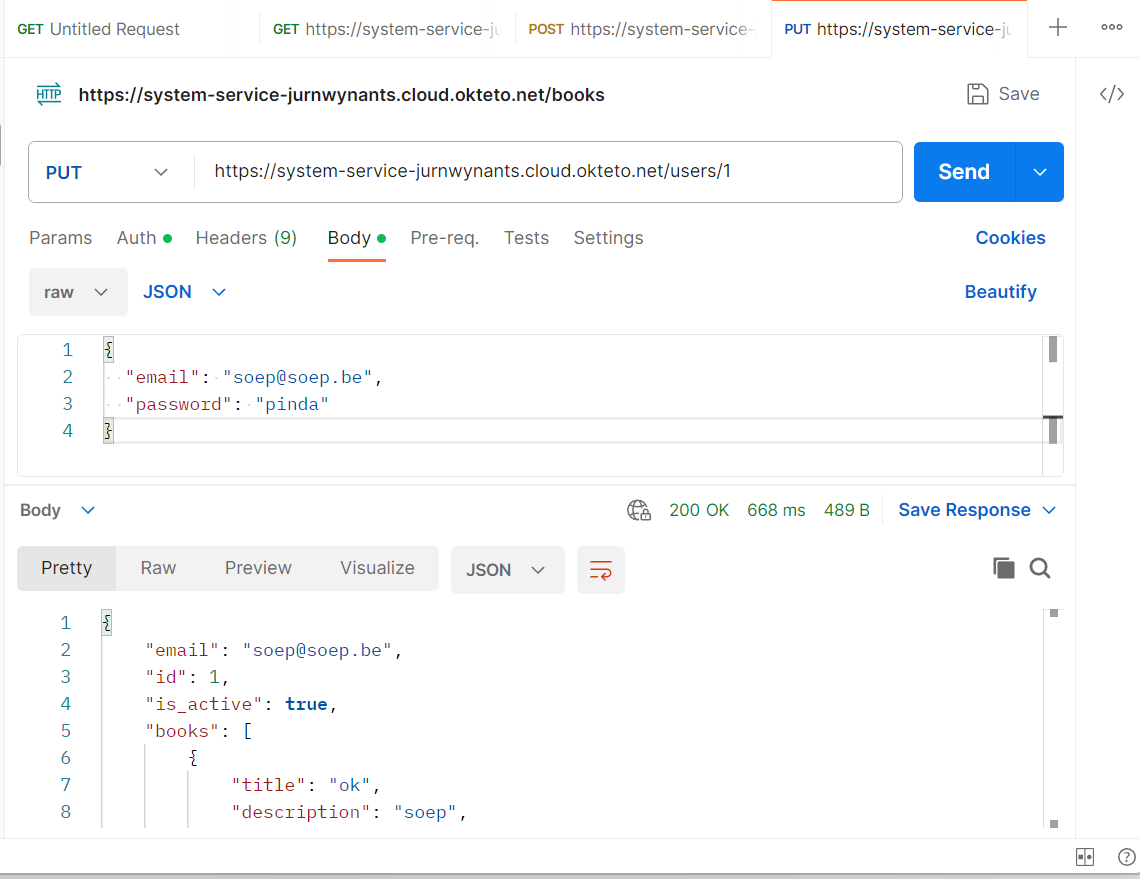 GET Untitled Request
GET https://system-service-ju
POST https://system-service-
PUT https://system-service-ju
HTTP https://system-service-jurnwynants.cloud.okteto.net/books
Save
</>
PUT https://system-service-jurnwynants.cloud.okteto.net/users/1
Send
Params Auth Headers (9) Body Pre-req. Tests Settings Cookies
raw JSON Beautify
1 {
2 "email": "soep@soep.be",
3 "password": "pinda"
4 }
Body 200 OK 668 ms 489 B Save Response
Pretty Raw Preview Visualize JSON
1 {
2 "email": "soep@soep.be",
3 "id": 1,
4 "is_active": true,
5 "books": [
6 {
7 "title": "ok",
8 "description": "soep",